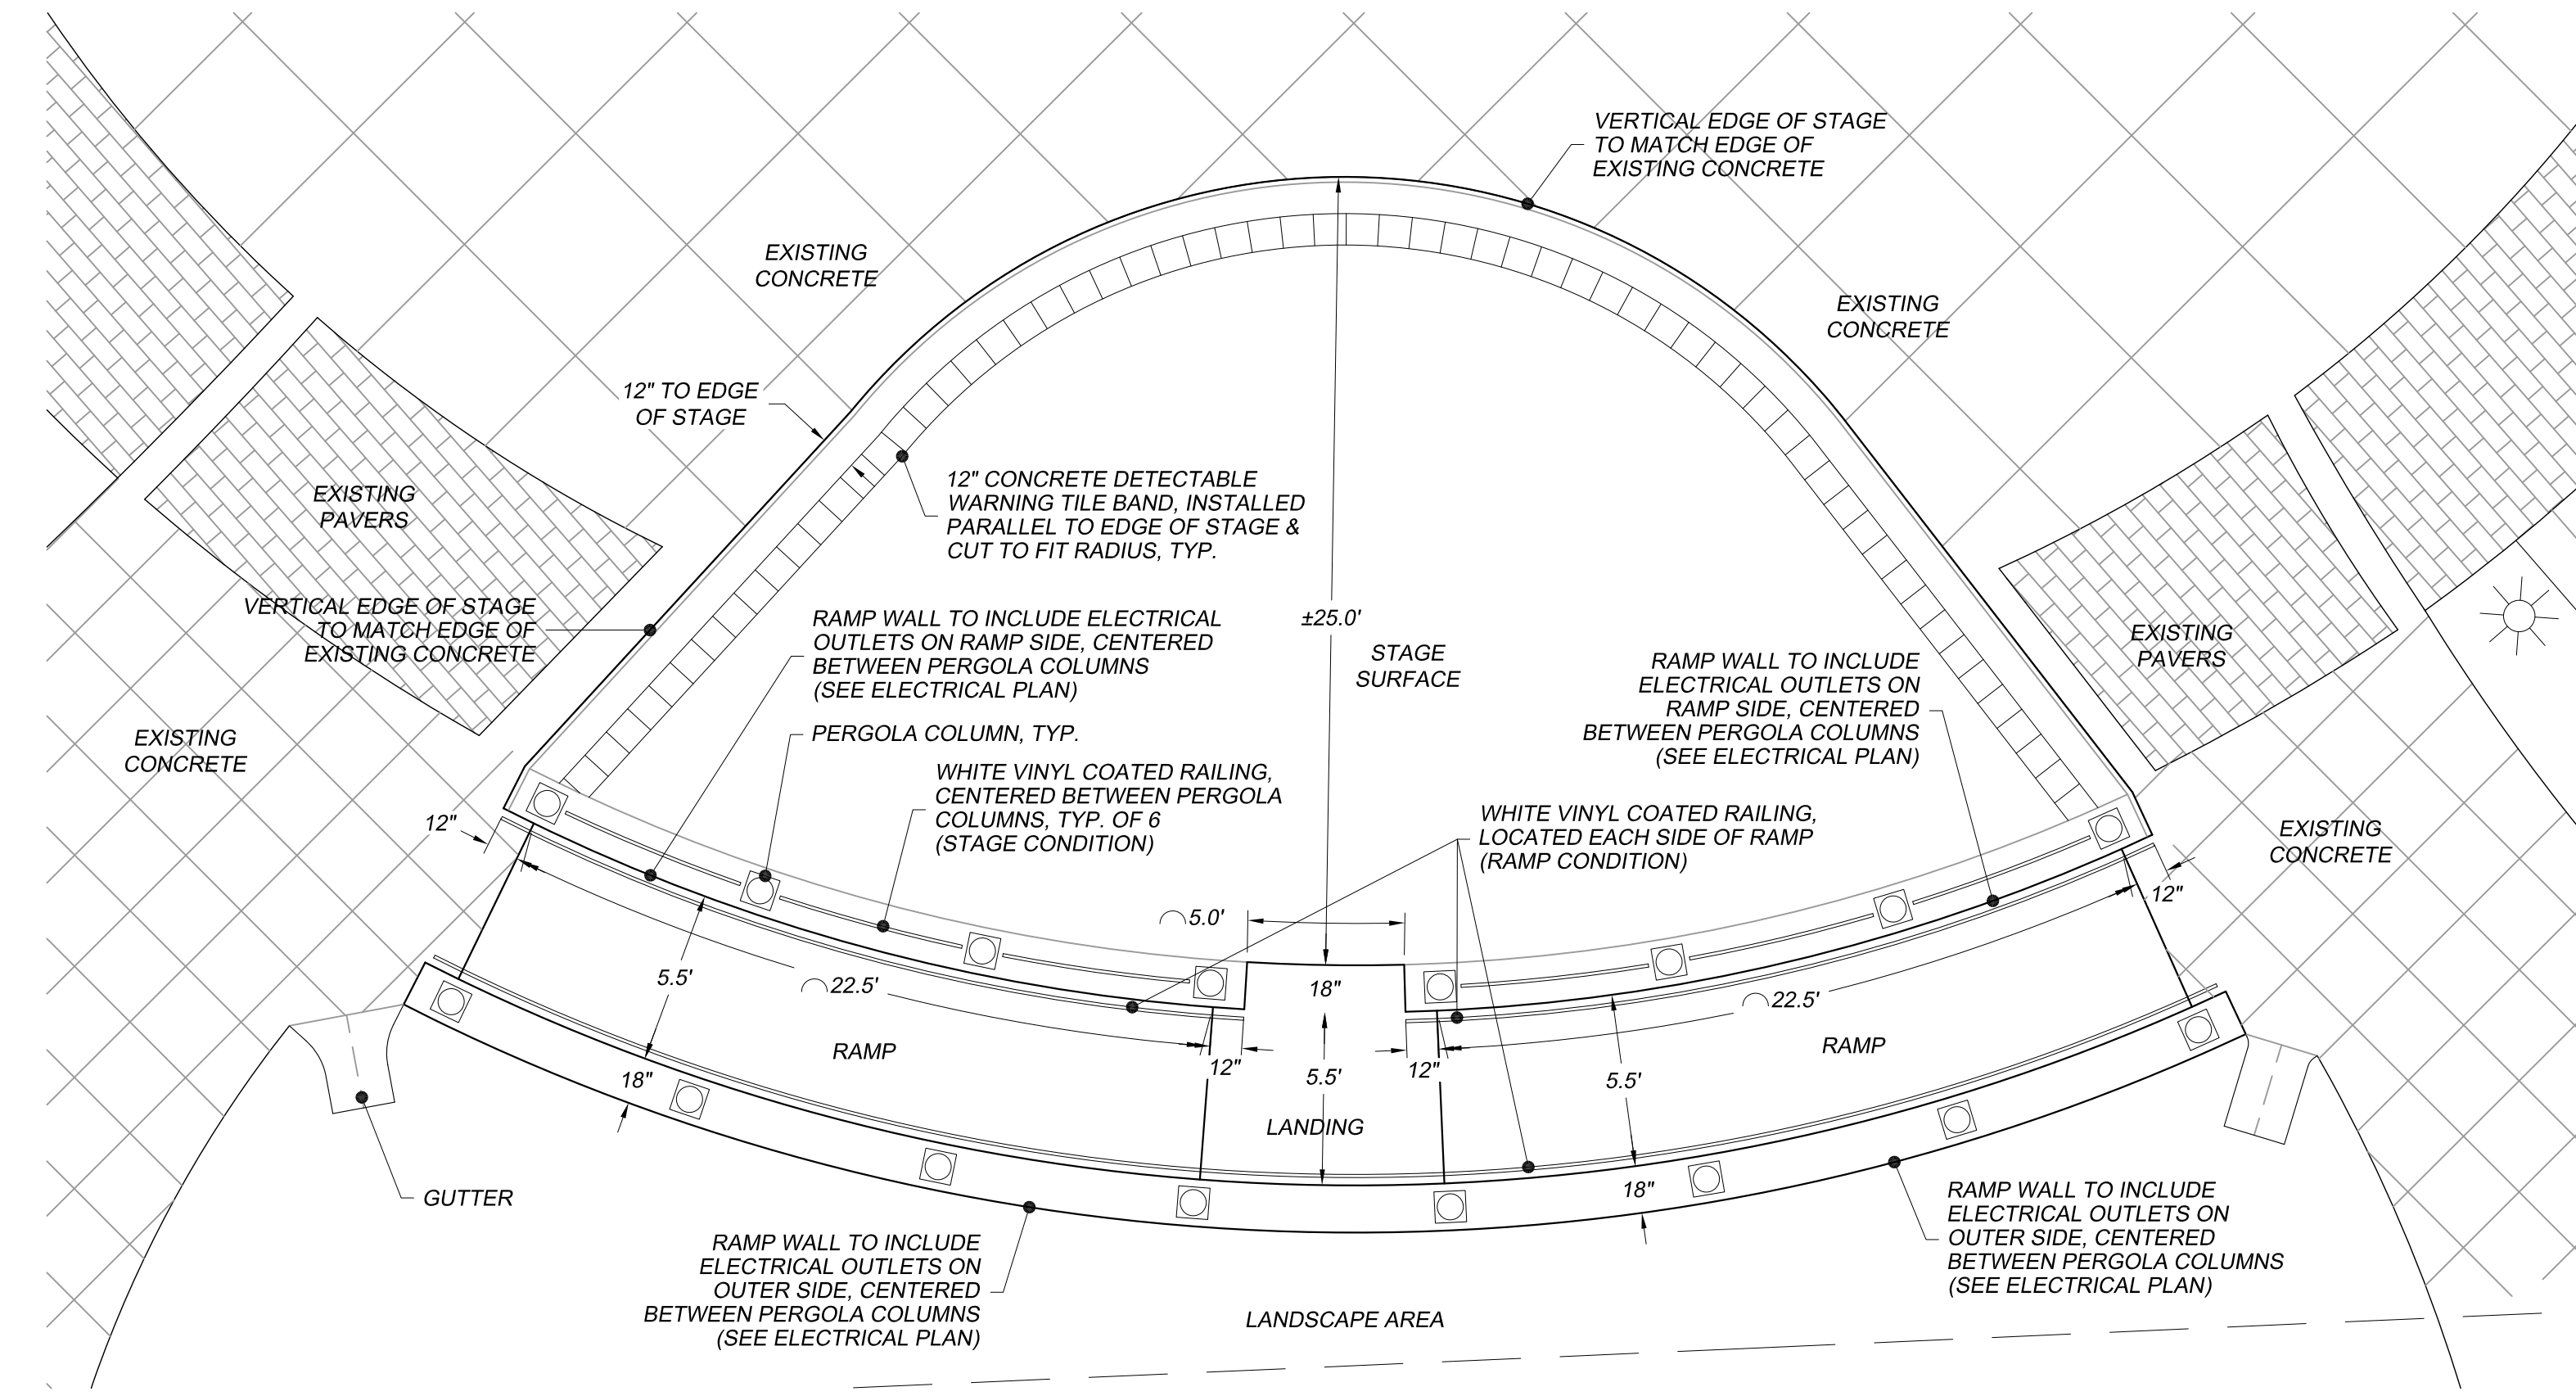 VERTICAL EDGE OF STAGE
TO MATCH EDGE OF
EXISTING CONCRETE
EXISTING
CONCRETE
EXISTING
CONCRETE
12" TO EDGE
OF STAGE
12" CONCRETE DETECTABLE
WARNING TILE BAND, INSTALLED
PARALLEL TO EDGE OF STAGE &
CUT TO FIT RADIUS, TYP.
EXISTING
PAVERS
VERTICAL EDGE OF STAGE
TO MATCH EDGE OF
EXISTING CONCRETE
RAMP WALL TO INCLUDE ELECTRICAL
OUTLETS ON RAMP SIDE, CENTERED
BETWEEN PERGOLA COLUMNS
(SEE ELECTRICAL PLAN)
±25.0'
STAGE
SURFACE
RAMP WALL TO INCLUDE
ELECTRICAL OUTLETS ON
RAMP SIDE, CENTERED
BETWEEN PERGOLA COLUMNS
(SEE ELECTRICAL PLAN)
EXISTING
PAVERS
EXISTING
CONCRETE
PERGOLA COLUMN, TYP.
WHITE VINYL COATED RAILING,
CENTERED BETWEEN PERGOLA
COLUMNS, TYP. OF 6
(STAGE CONDITION)
WHITE VINYL COATED RAILING,
LOCATED EACH SIDE OF RAMP
(RAMP CONDITION)
EXISTING
CONCRETE
12"
12"
5.0'
5.5'
22.5'
18"
22.5'
RAMP
RAMP
12"
5.5'
12"
5.5'
18"
LANDING
18"
GUTTER
RAMP WALL TO INCLUDE
ELECTRICAL OUTLETS ON
OUTER SIDE, CENTERED
BETWEEN PERGOLA COLUMNS
(SEE ELECTRICAL PLAN)
RAMP WALL TO INCLUDE
ELECTRICAL OUTLETS ON
OUTER SIDE, CENTERED
BETWEEN PERGOLA COLUMNS
(SEE ELECTRICAL PLAN)
LANDSCAPE AREA